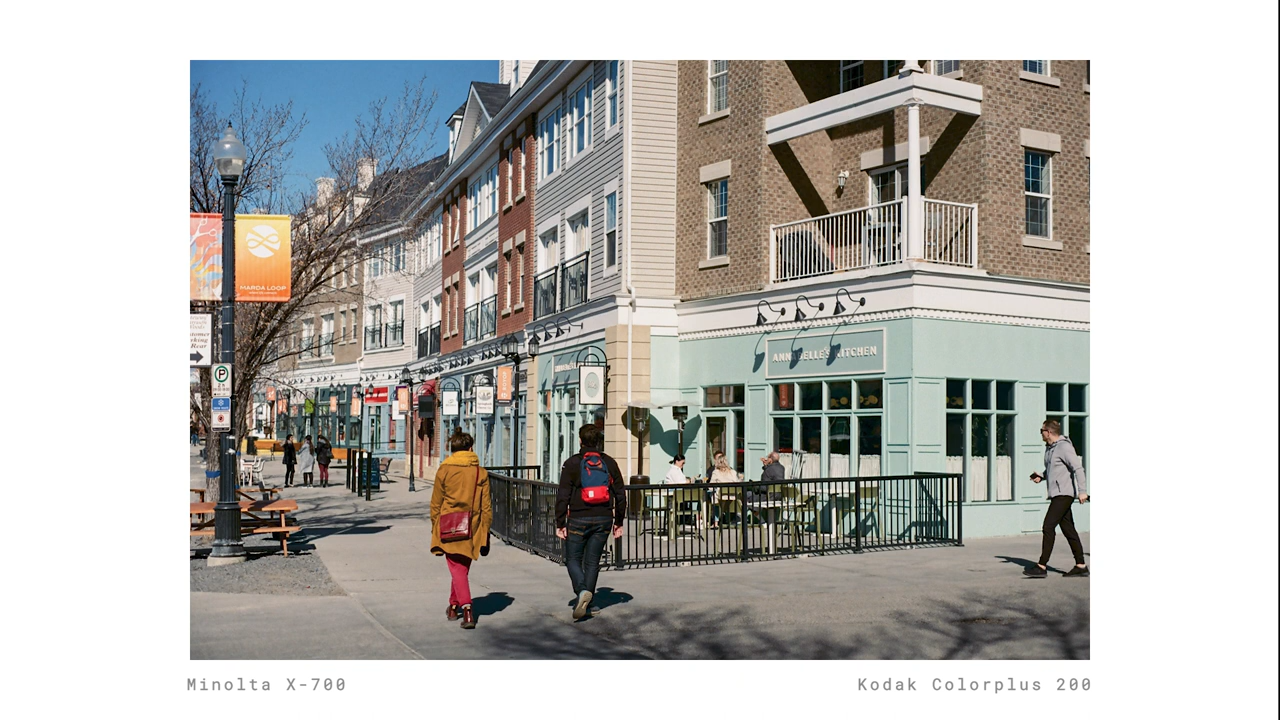 MARDA LOOP
P
ANNABELLE'S KITCHEN
Minolta X-700
Kodak Colorplus 200